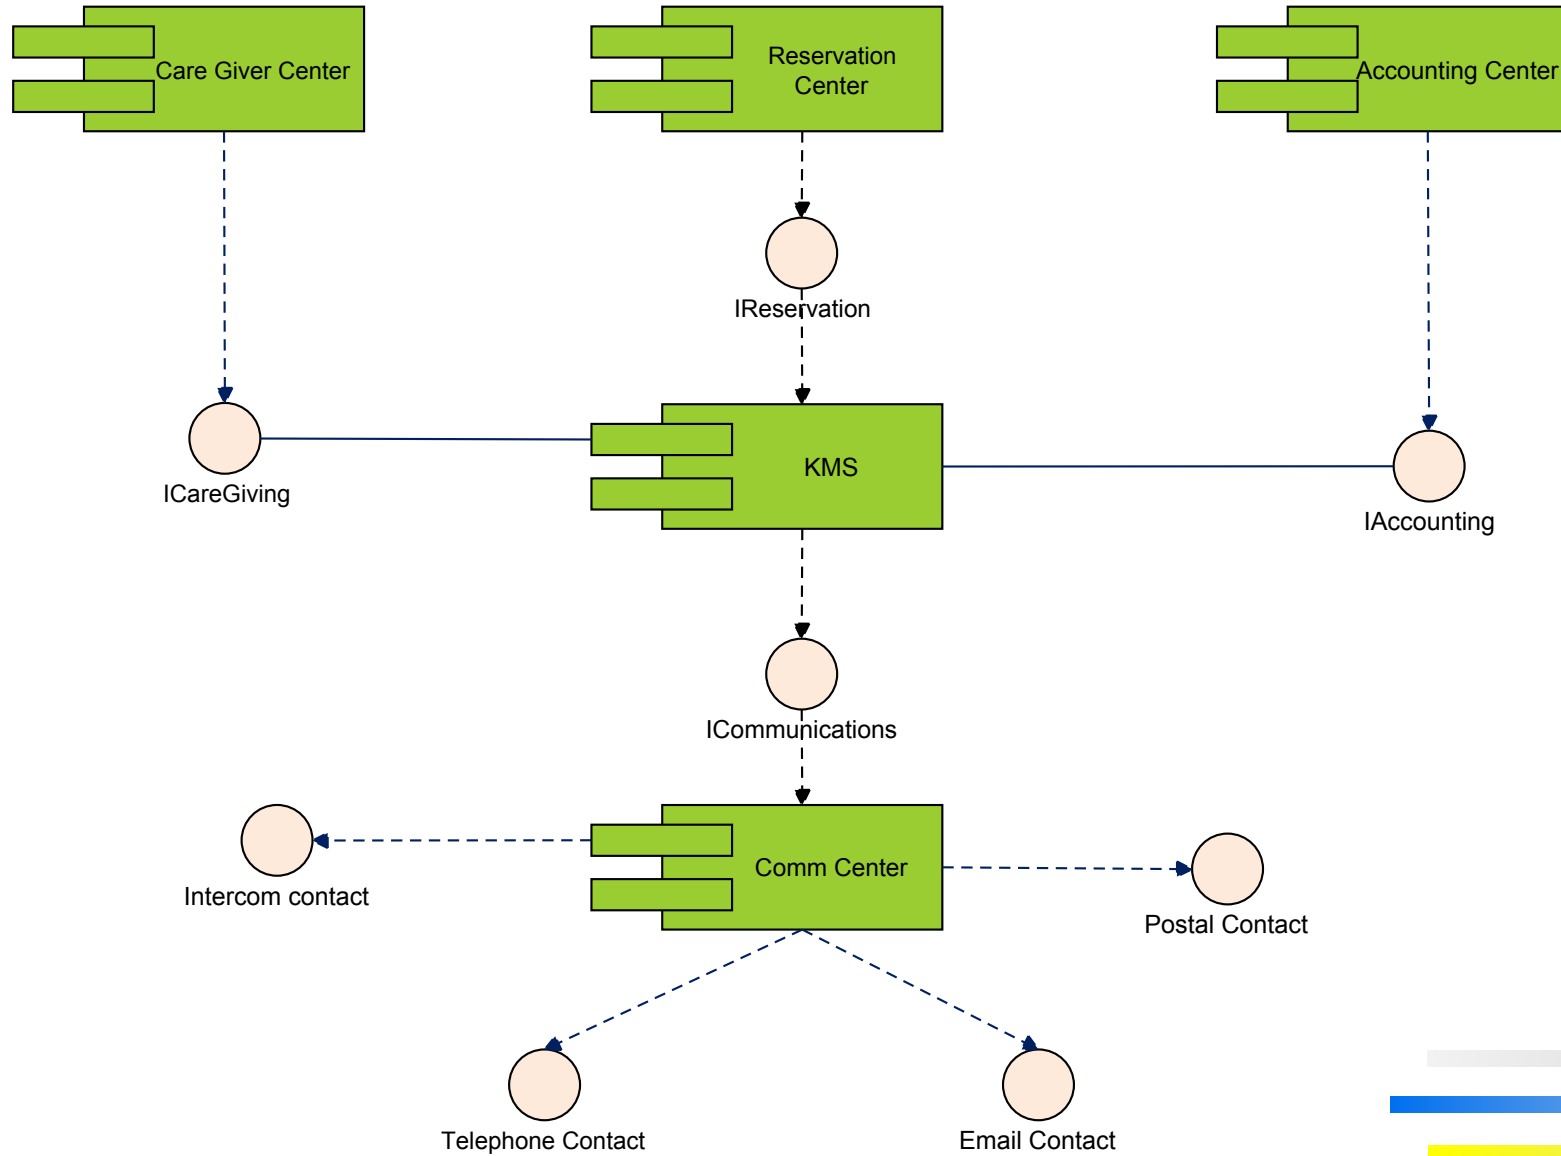 Care Giver Center
Reservation
Center
Accounting Center
IReservation
KMS
ICareGiving
IAccounting
ICommunications
Comm Center
Intercom contact
Postal Contact
Telephone Contact
Email Contact